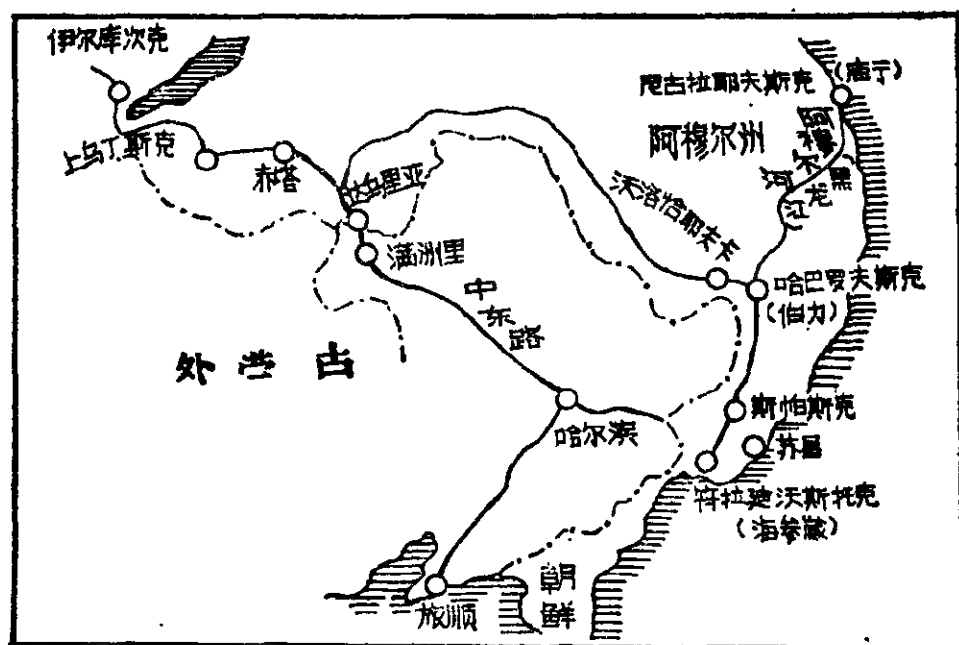 伊尔库次克
上乌丁斯克
赤塔
达乌里亚
满洲里
外蒙古
中东路
哈尔滨
旅顺
朝鲜
尼古拉耶夫斯克
(庙宁)
阿穆尔州
阿穆尔河
黑龙江
沃洛恰耶夫卡
哈巴罗夫斯克
(伯力)
斯帕斯克
苏昌
符拉迪沃斯托克
(海参崴)